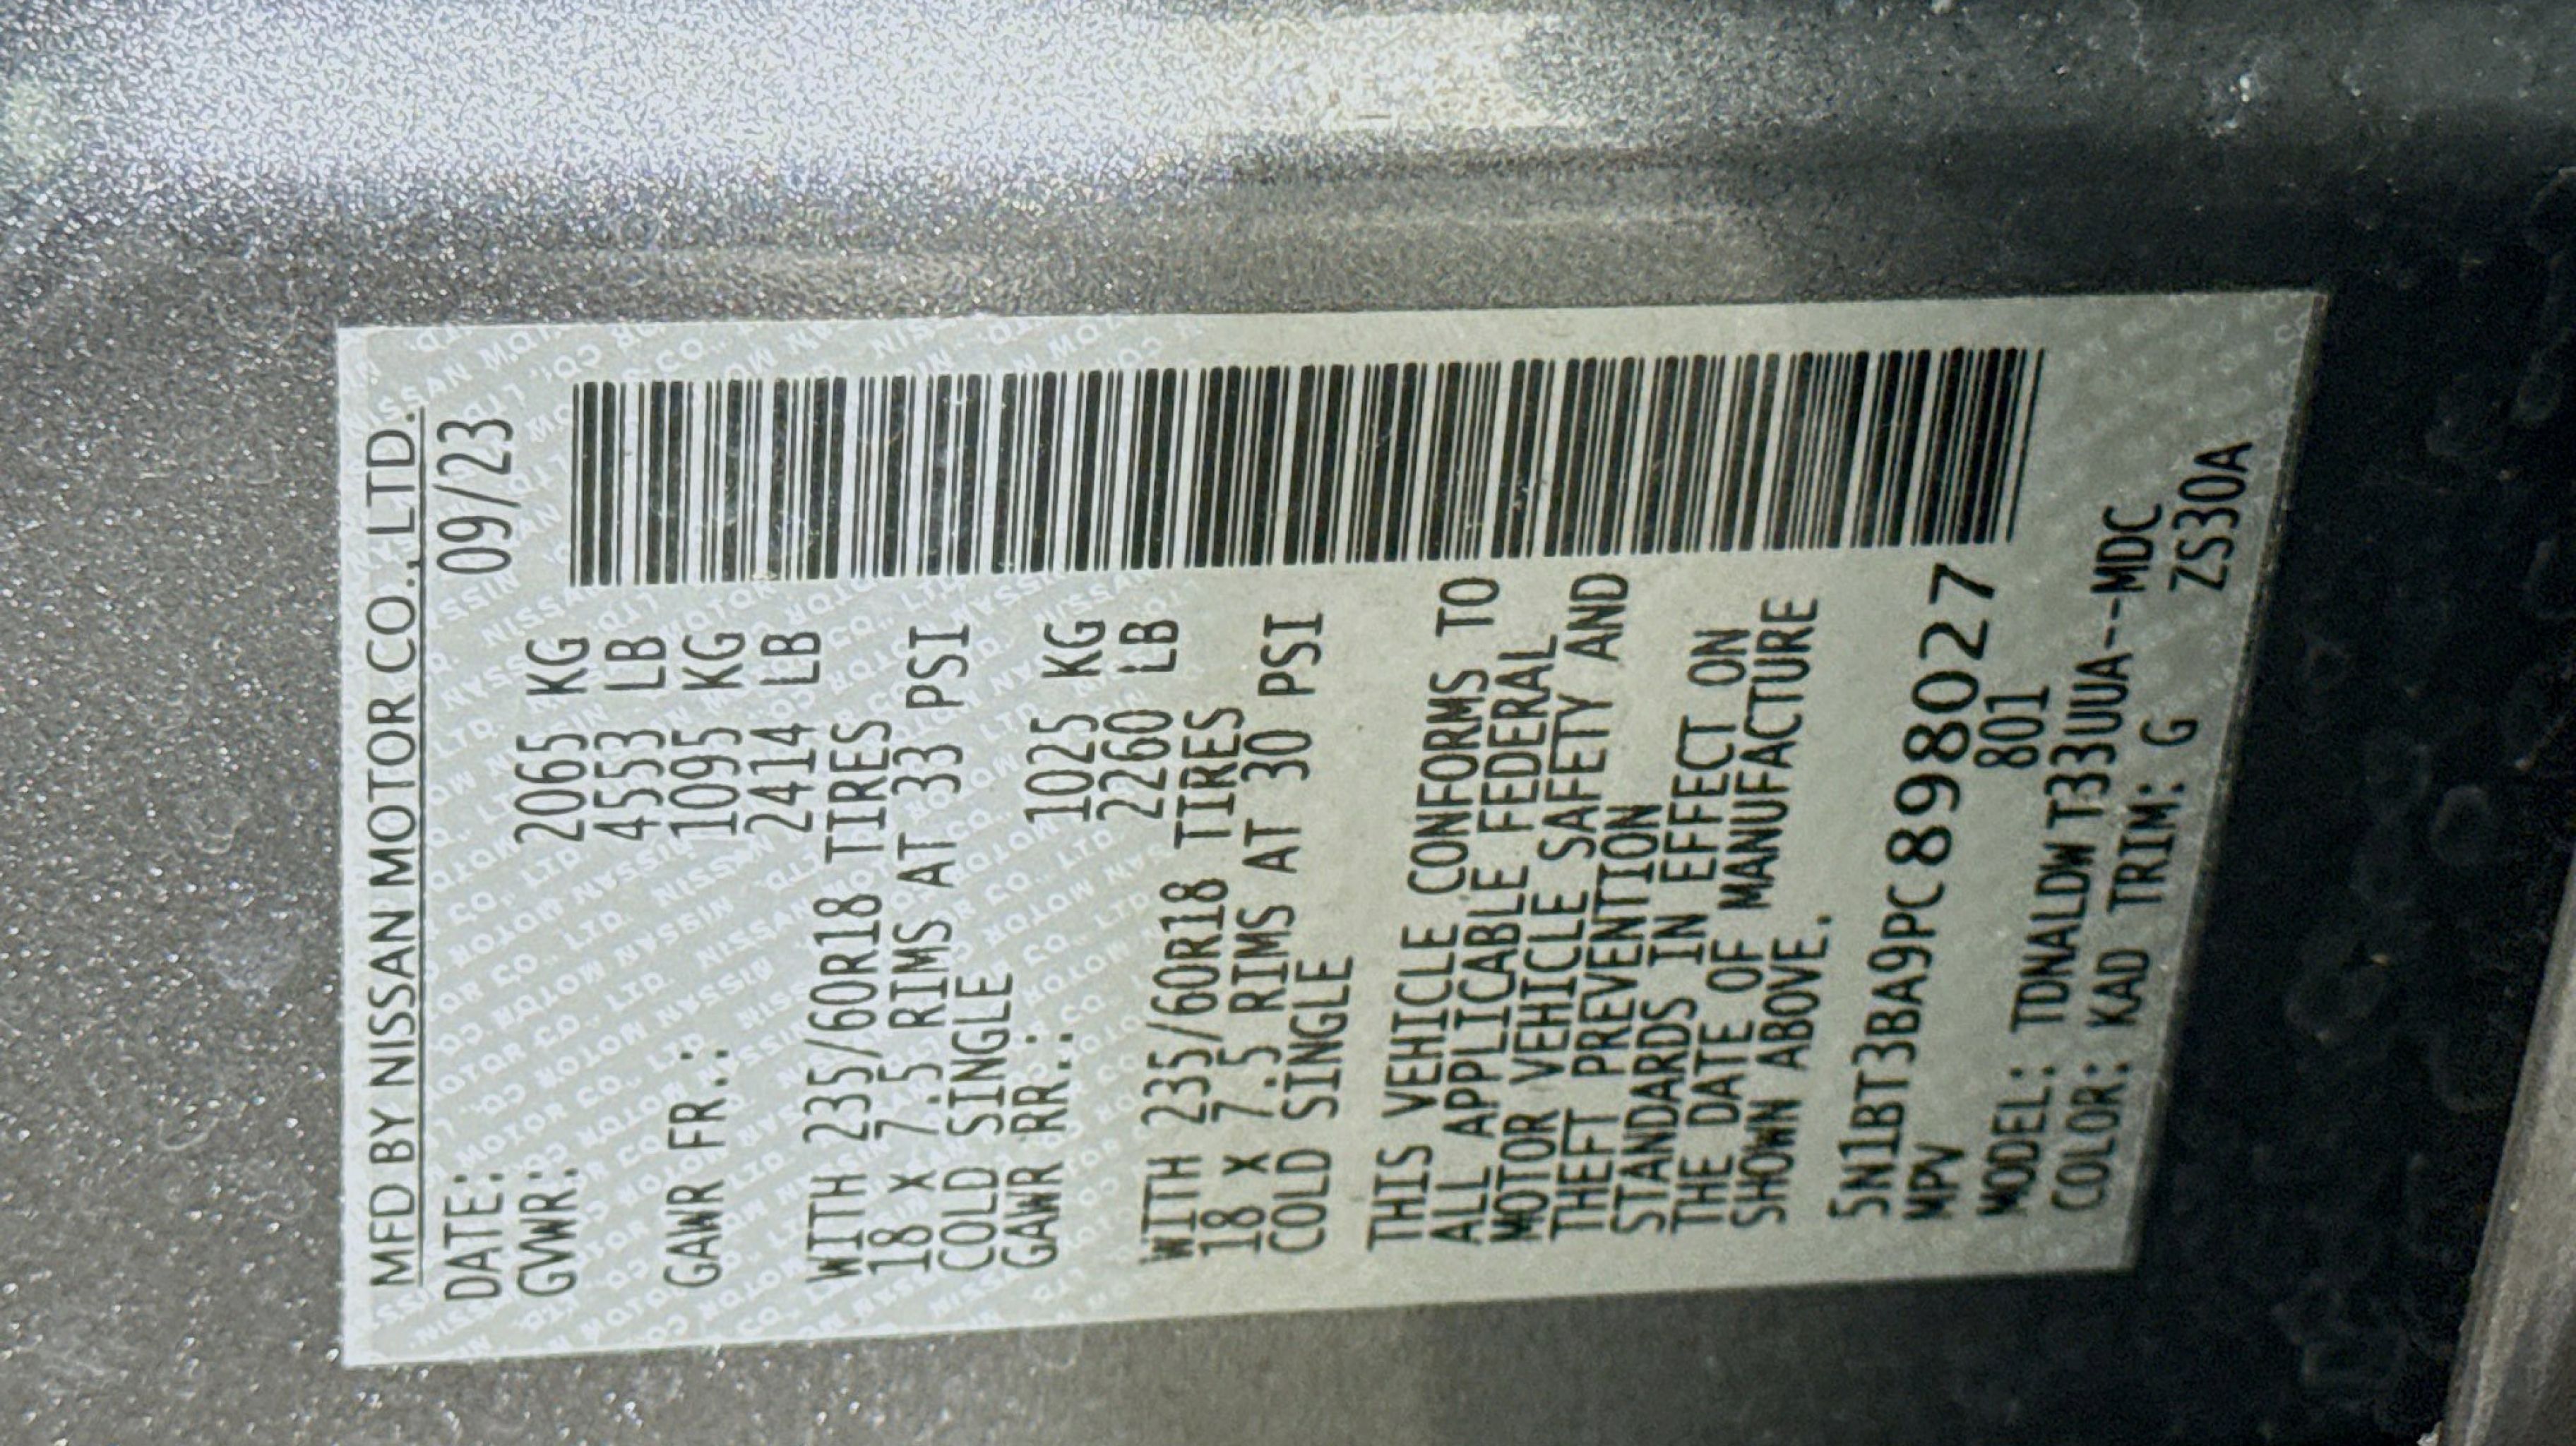 MFD BY NISSAN MOTOR CO., LTD.
DATE: 09/23
GVWR: 2065 KG
4553 LB
GAWR FR.: 1095 KG
2414 LB
WITH 235/60R18 TIRES
18 X 7.5 RIMS AT 33 PSI
COLD SINGLE
GAWR RR.: 1025 KG
2260 LB
WITH 235/60R18 TIRES
18 X 7.5 RIMS AT 30 PSI
COLD SINGLE
THIS VEHICLE CONFORMS TO
ALL APPLICABLE FEDERAL
MOTOR VEHICLE SAFETY AND
THEFT PREVENTION
STANDARDS IN EFFECT ON
THE DATE OF MANUFACTURE
SHOWN ABOVE.
5N1BT3BA9PC898027
MPV 801
MODEL: TDNALDW T33UUA--MDC
COLOR: KAD TRIM: G ZS30A